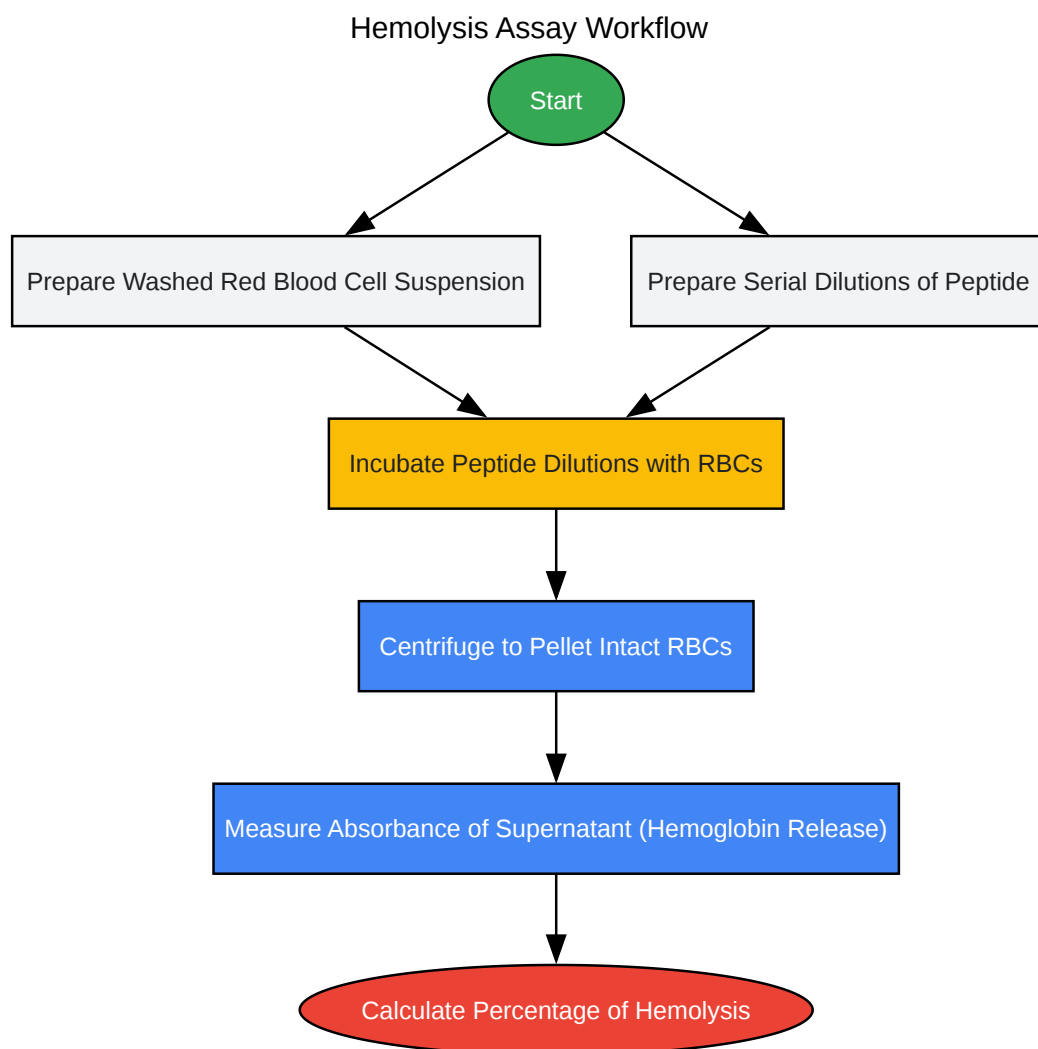 Hemolysis Assay Workflow
Start
Prepare Washed Red Blood Cell Suspension
Prepare Serial Dilutions of Peptide
Incubate Peptide Dilutions with RBCs
Centrifuge to Pellet Intact RBCs
Measure Absorbance of Supernatant (Hemoglobin Release)
Calculate Percentage of Hemolysis